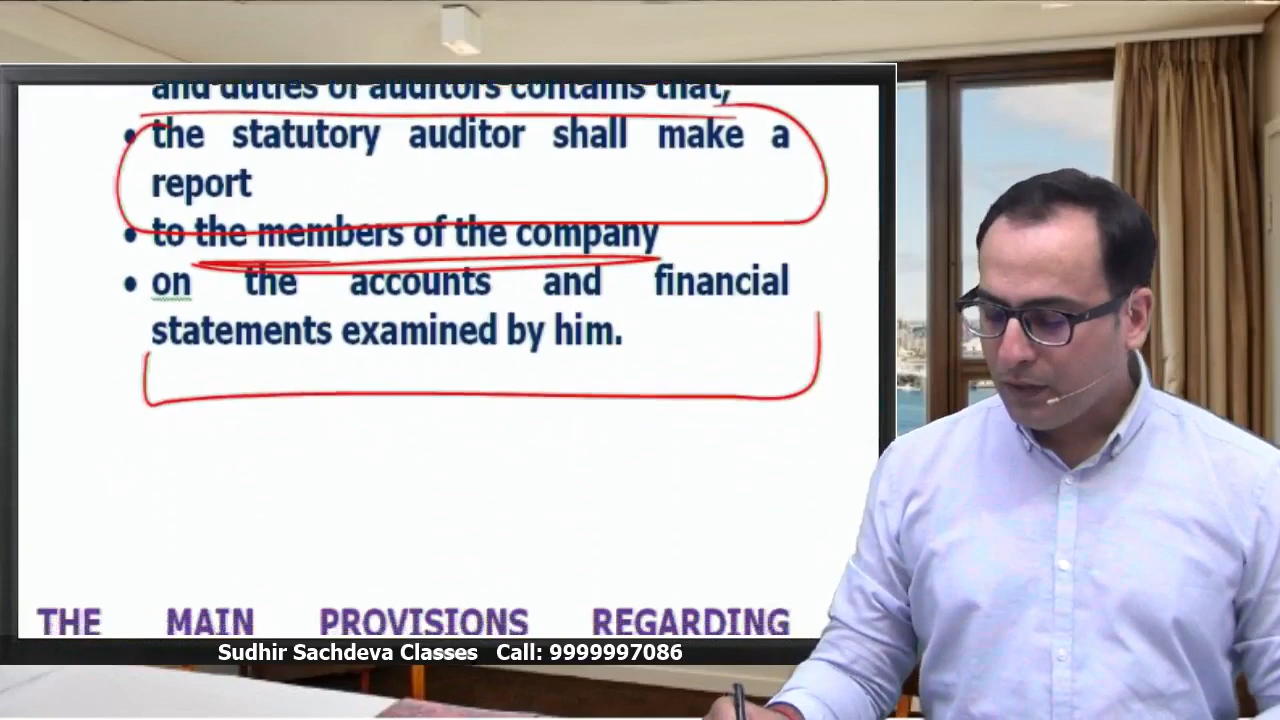 and duties of auditors contains that,
• the statutory auditor shall make a
report
• to the members of the company
• on the accounts and financial
statements examined by him.
THE MAIN PROVISIONS REGARDING
Sudhir Sachdeva Classes Call: 9999997086